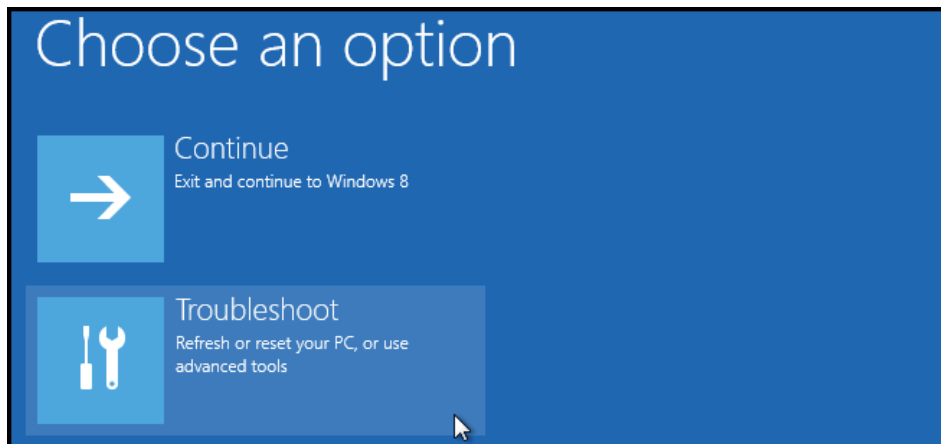 Choose an option
Continue
Exit and continue to Windows 8
Troubleshoot
Refresh or reset your PC, or use
advanced tools